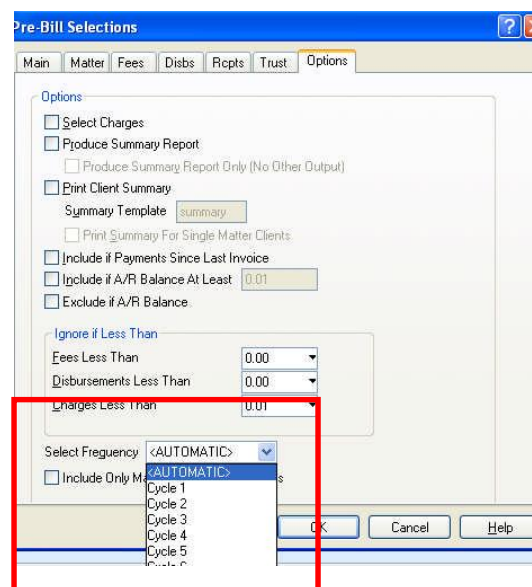 Pre-Bill Selections
Main Matter Fees Disbs Rcpts Trust Options
Options
Select Charges
Produce Summary Report
Produce Summary Report Only (No Other Output)
Print Client Summary
Summary Template summary
Print Summary For Single Matter Clients
Include if Payments Since Last Invoice
Include if A/R Balance At Least 0.01
Exclude if A/R Balance
Ignore if Less Than
Fees Less Than 0.00
Disbursements Less Than 0.00
Charges Less Than 0.01
Select Frequency <AUTOMATIC>
<AUTOMATIC>
Include Only
Cycle 1
Cycle 2
Cycle 3
Cycle 4
Cycle 5
OK Cancel Help